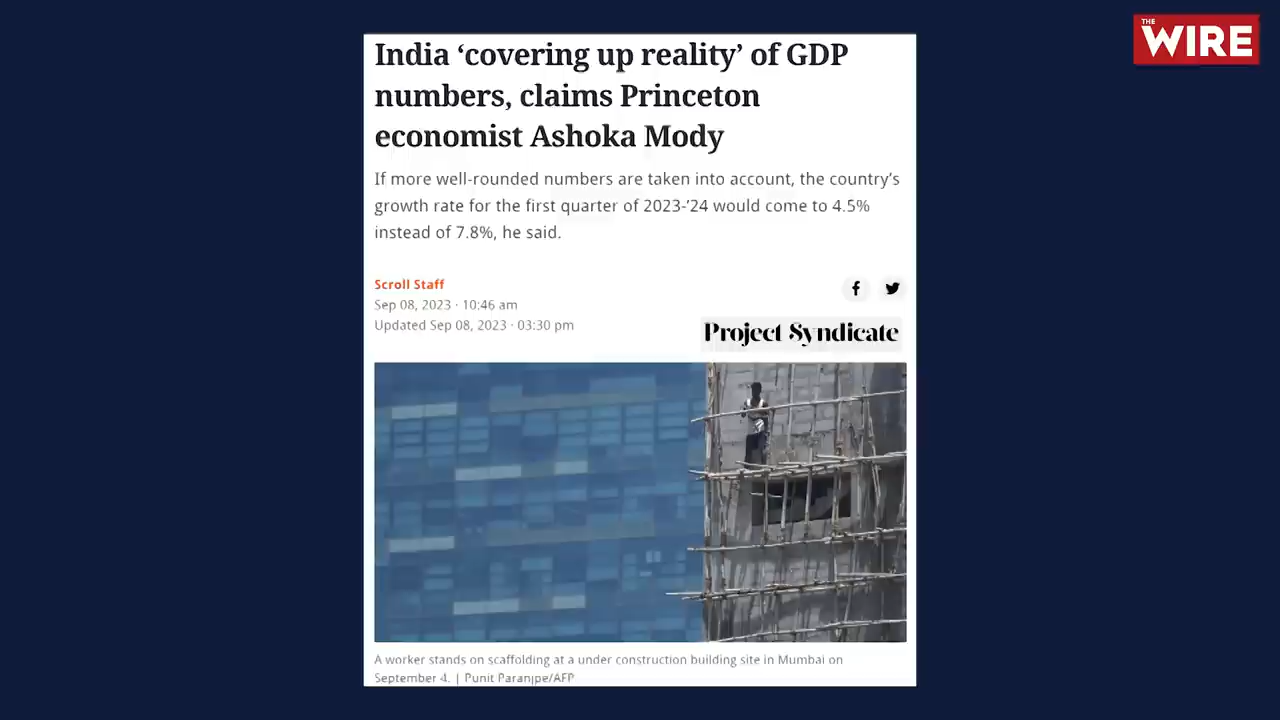 THE
WIRE
India ‘covering up reality’ of GDP
numbers, claims Princeton
economist Ashoka Mody
If more well-rounded numbers are taken into account, the country’s
growth rate for the first quarter of 2023-’24 would come to 4.5%
instead of 7.8%, he said.
Scroll Staff
Sep 08, 2023 · 10:46 am
Updated Sep 08, 2023 · 03:30 pm
Project Syndicate
A worker stands on scaffolding at a under construction building site in Mumbai on
September 4. | Punit Paranjpe/AFP